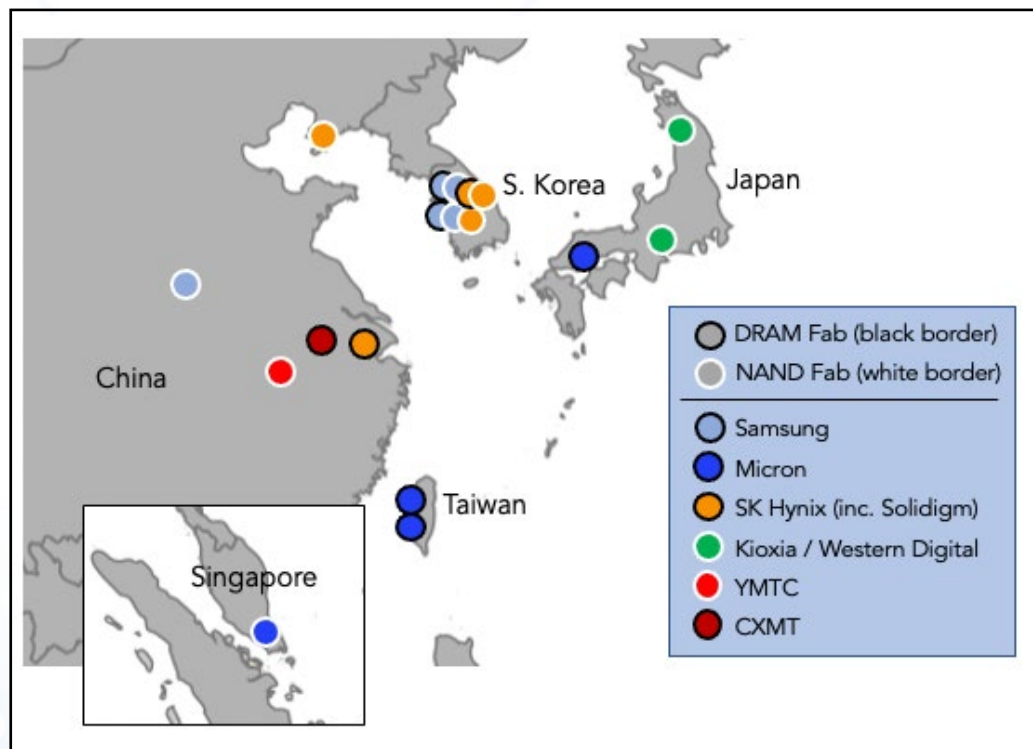 S. Korea
Japan
China
Taiwan
Singapore
DRAM Fab (black border)
NAND Fab (white border)
Samsung
Micron
SK Hynix (inc. Solidigm)
Kioxia / Western Digital
YMTC
CXMT